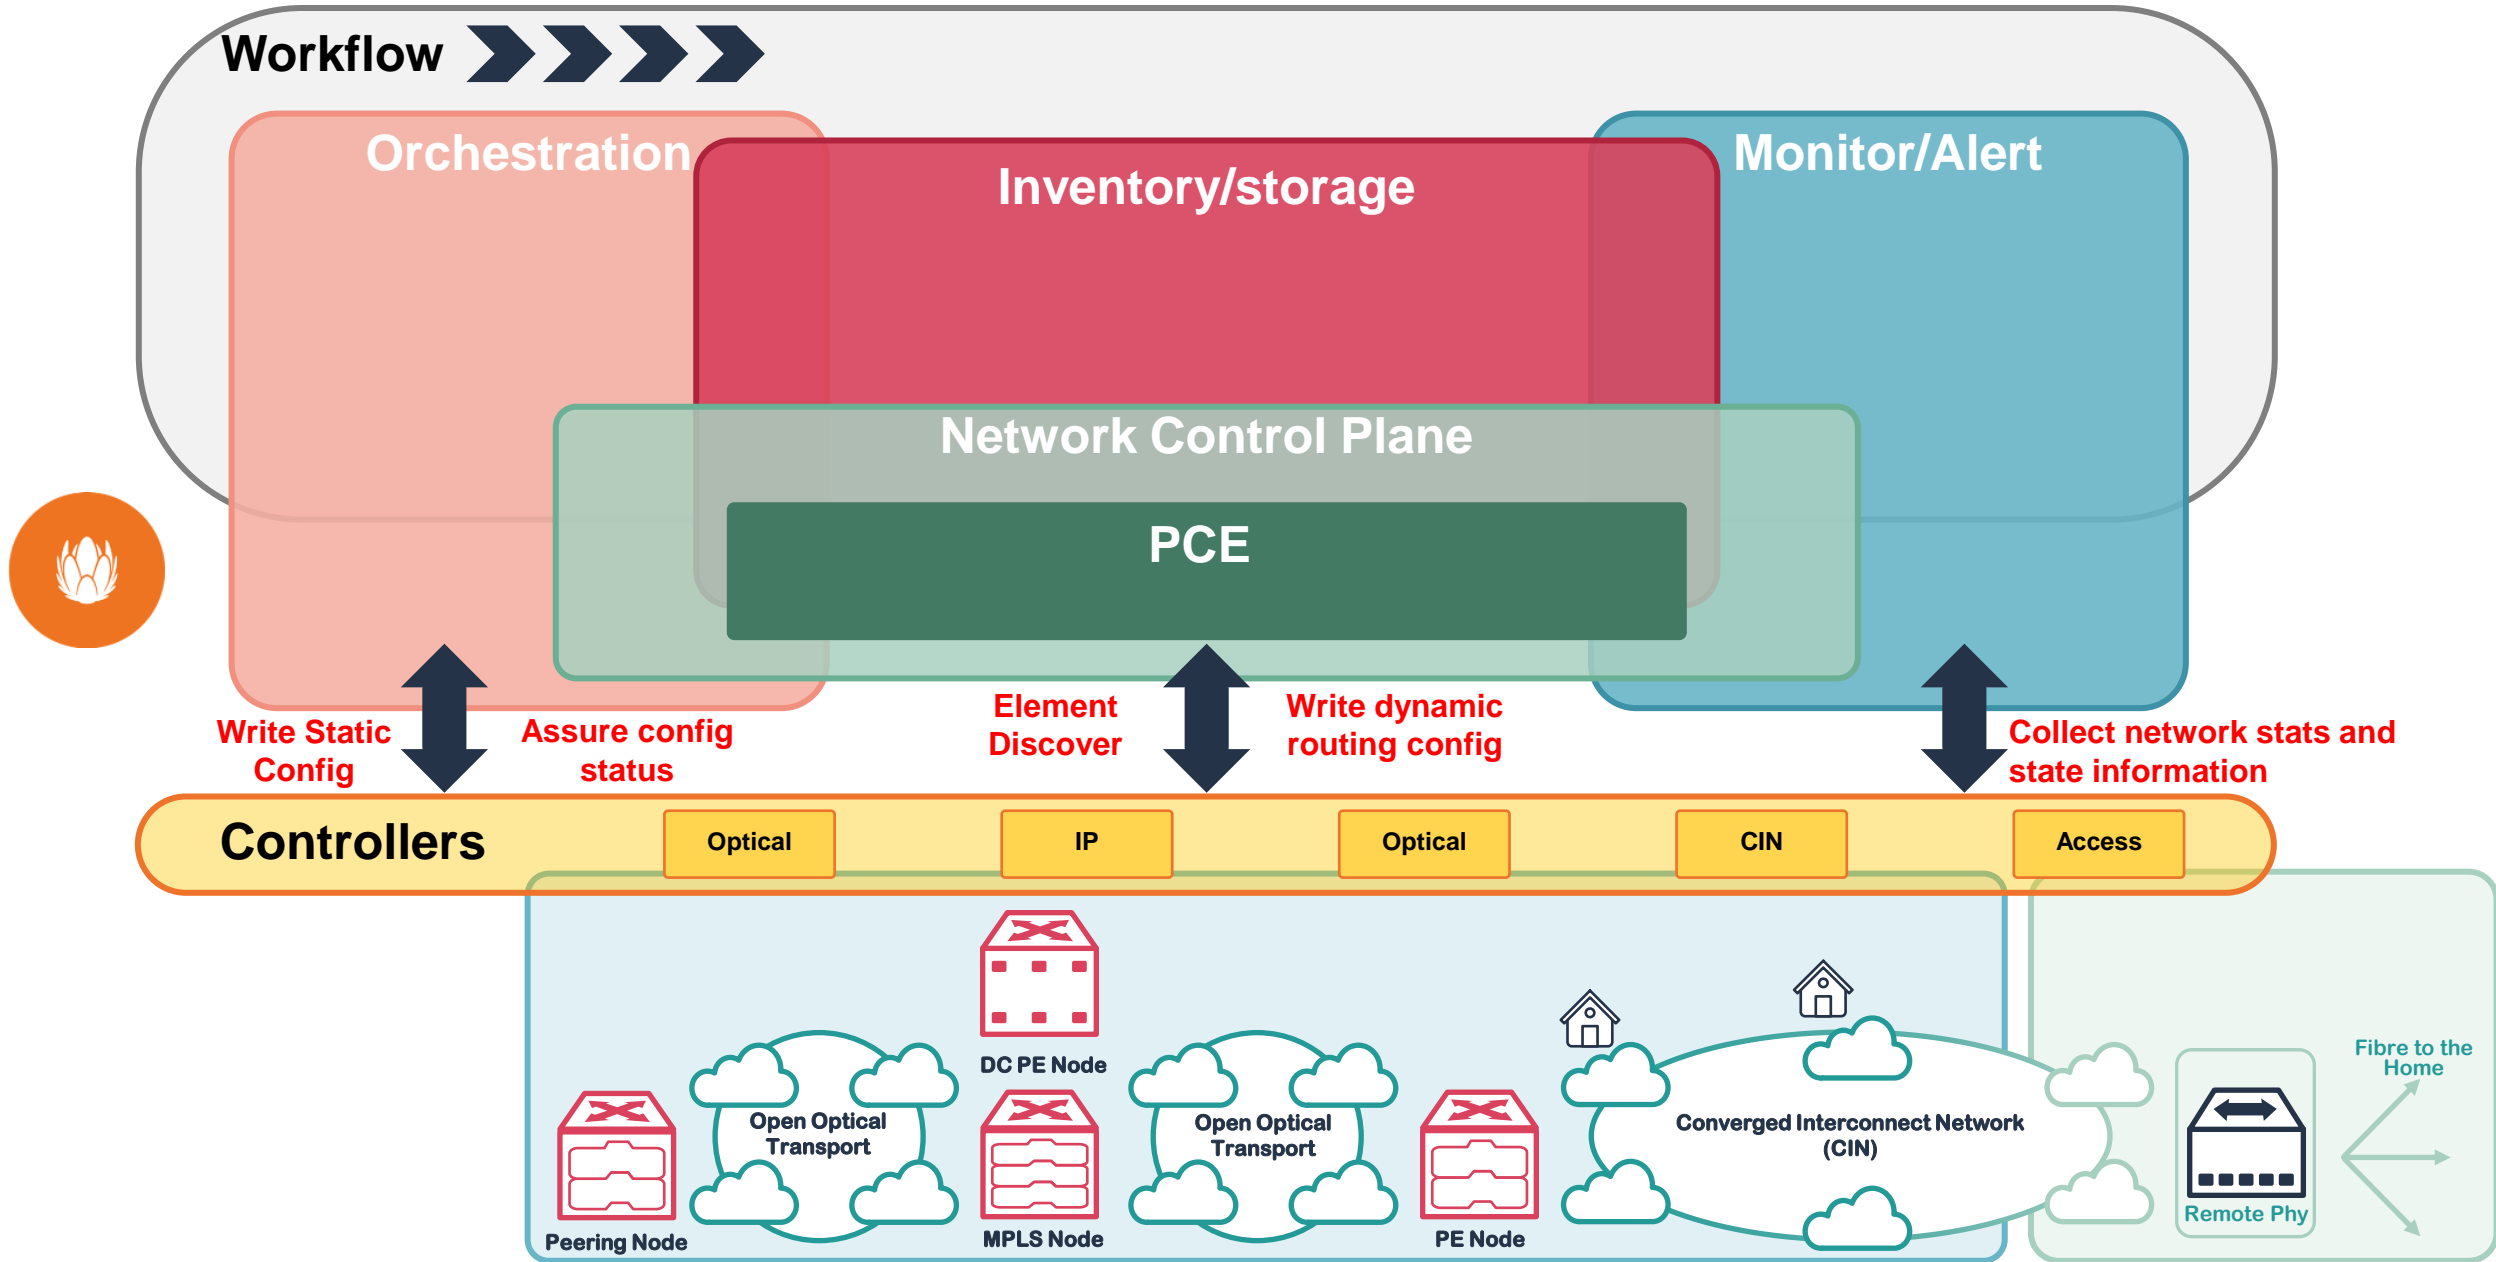 Workflow
Orchestration
Inventory/storage
Monitor/Alert
Network Control Plane
PCE
Write Static
Config
Assure config
status
Element
Discover
Write dynamic
routing config
Collect network stats and
state information
Controllers
Optical
IP
Optical
CIN
Access
DC PE Node
Open Optical
Transport
Open Optical
Transport
Converged Interconnect Network
(CIN)
Fibre to the
Home
Peering Node
MPLS Node
PE Node
Remote Phy